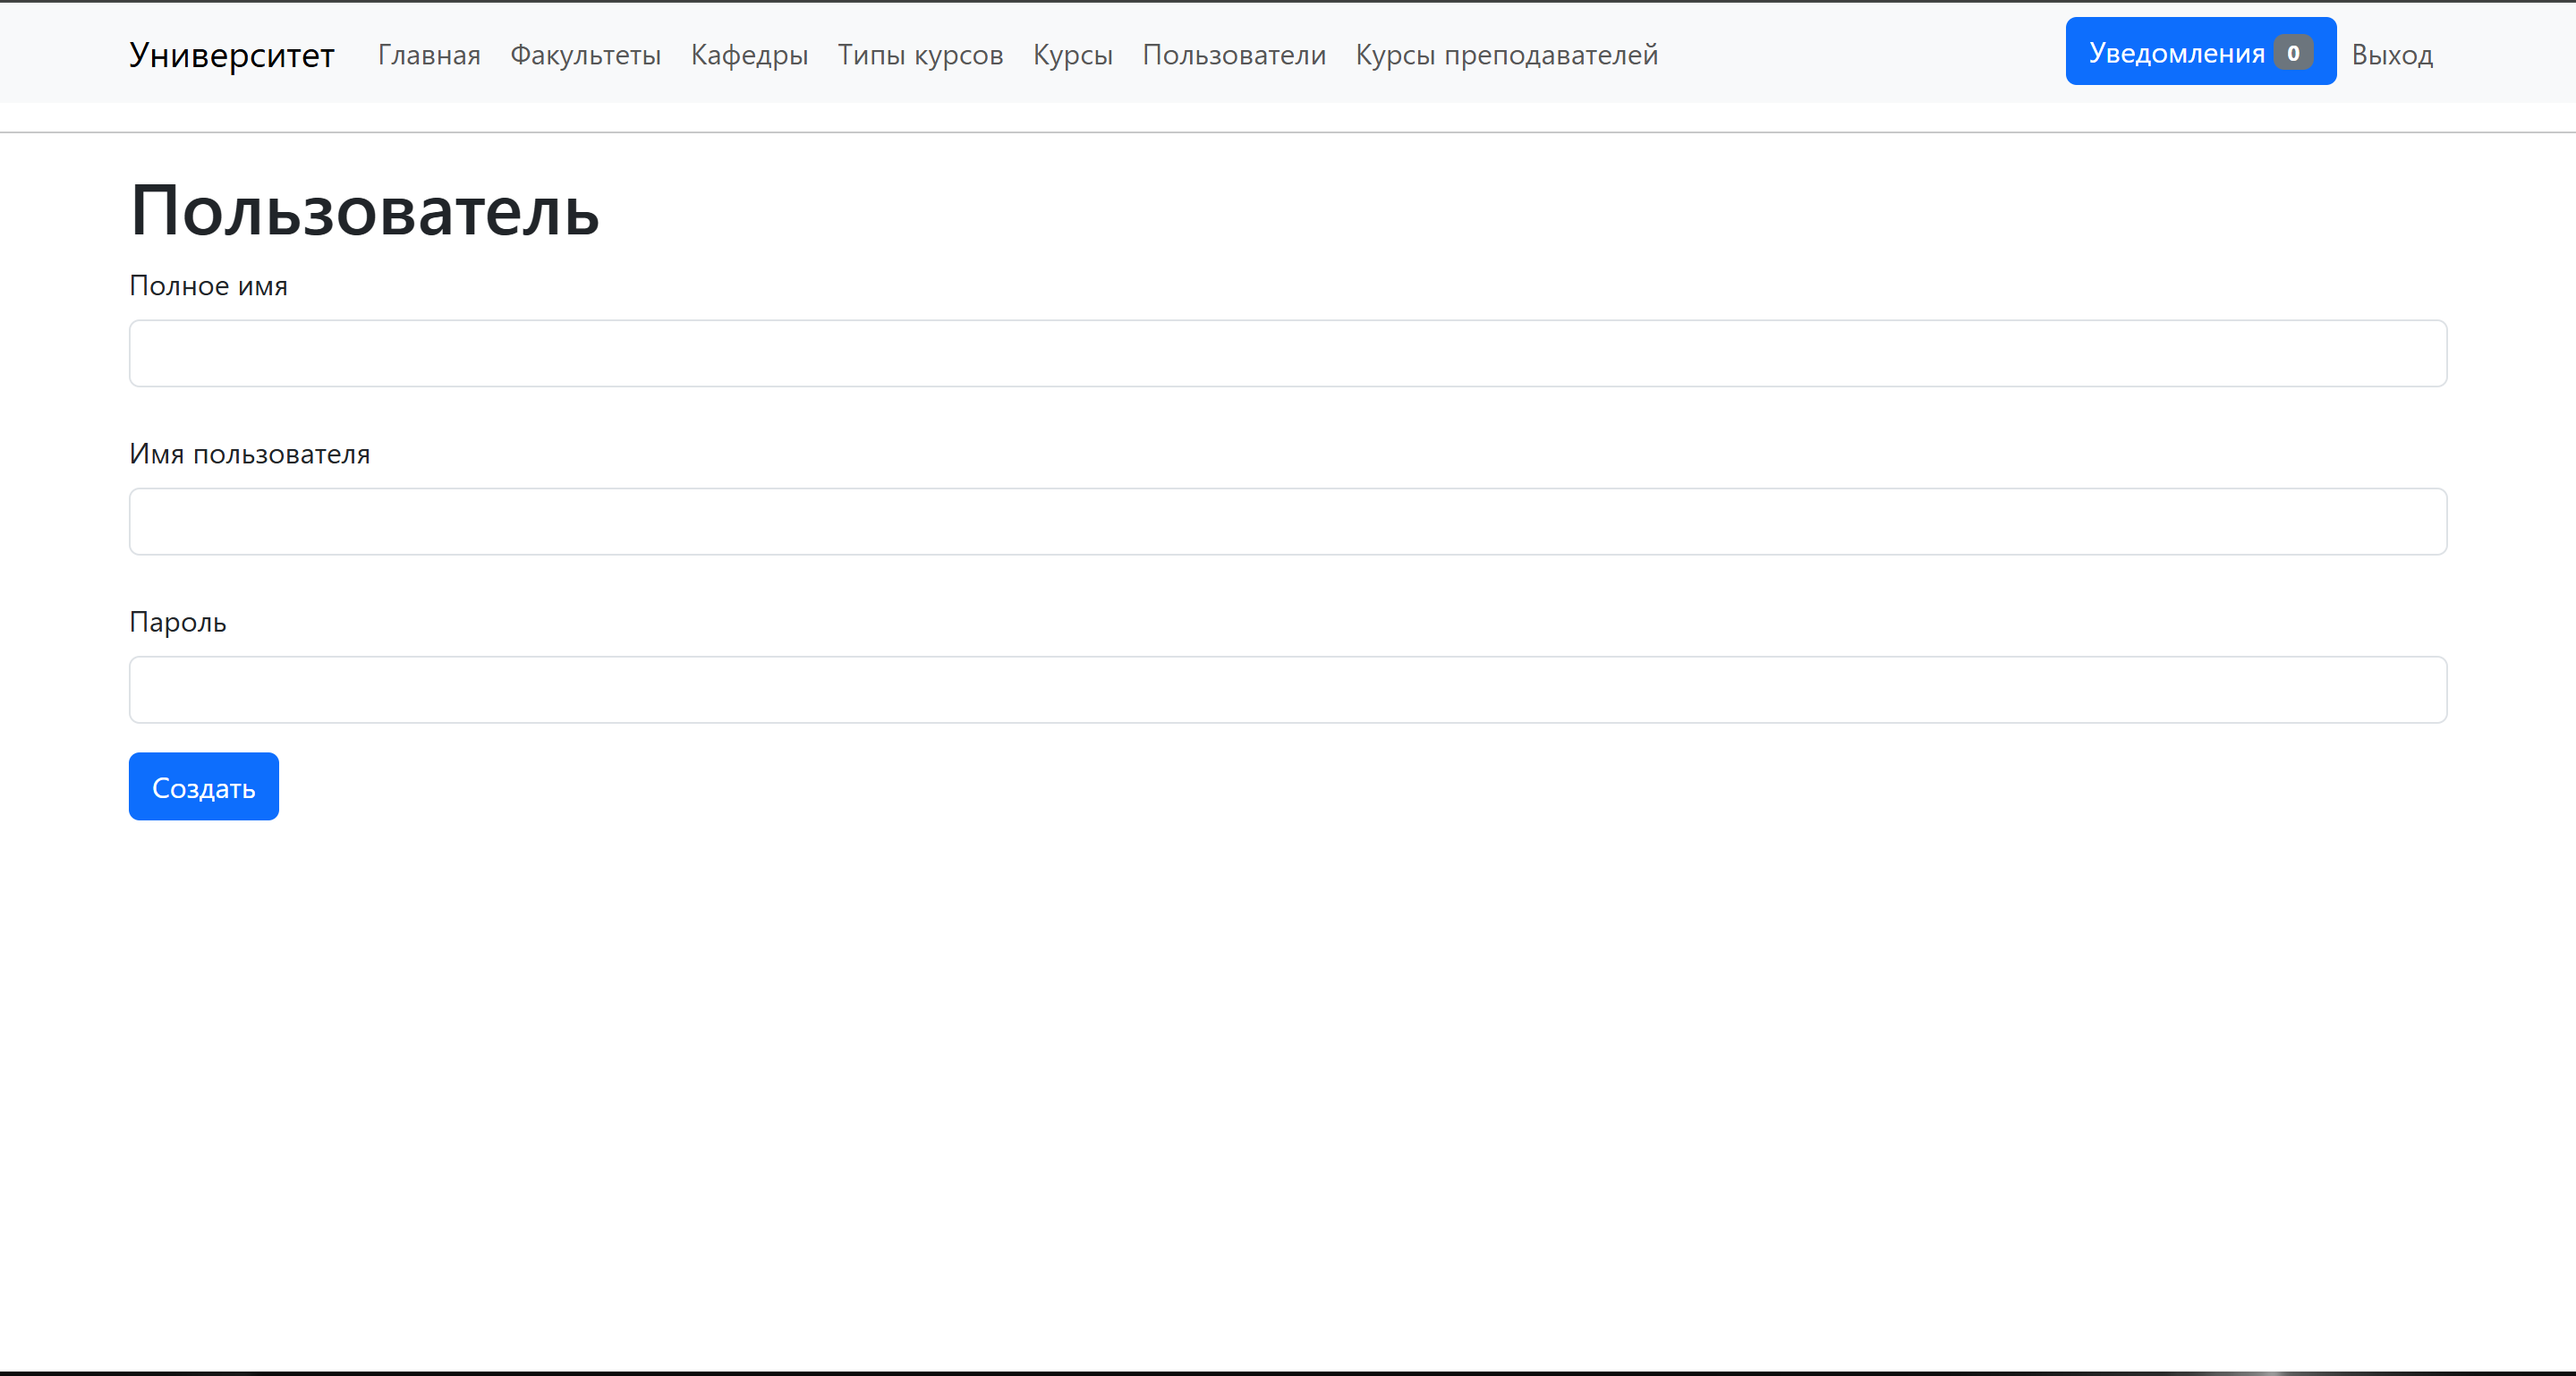 Университет Главная Факультеты Кафедры Типы курсов Курсы Пользователи Курсы преподавателей Уведомления 0 Выход
Пользователь
Полное имя
Имя пользователя
Пароль
Создать